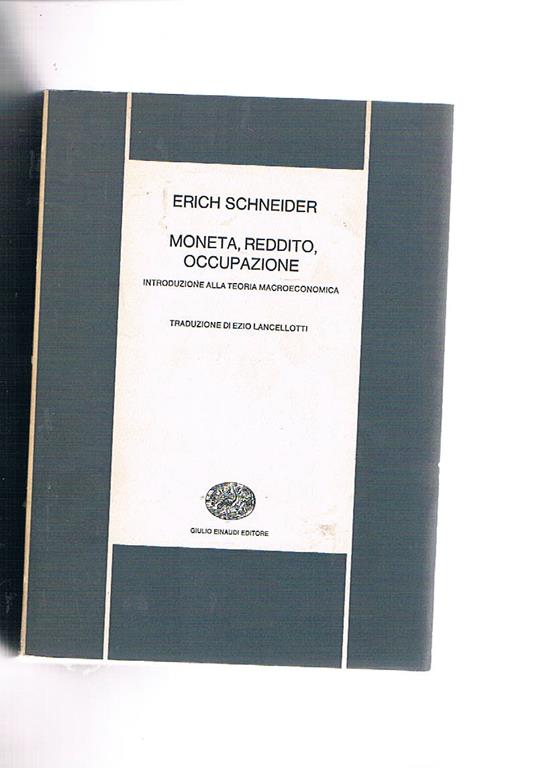 ERICH SCHNEIDER
MONETA, REDDITO,
OCCUPAZIONE
INTRODUZIONE ALLA TEORIA MACROECONOMICA
TRADUZIONE DI EZIO LANCELLOTTI
GIULIO EINAUDI EDITORE